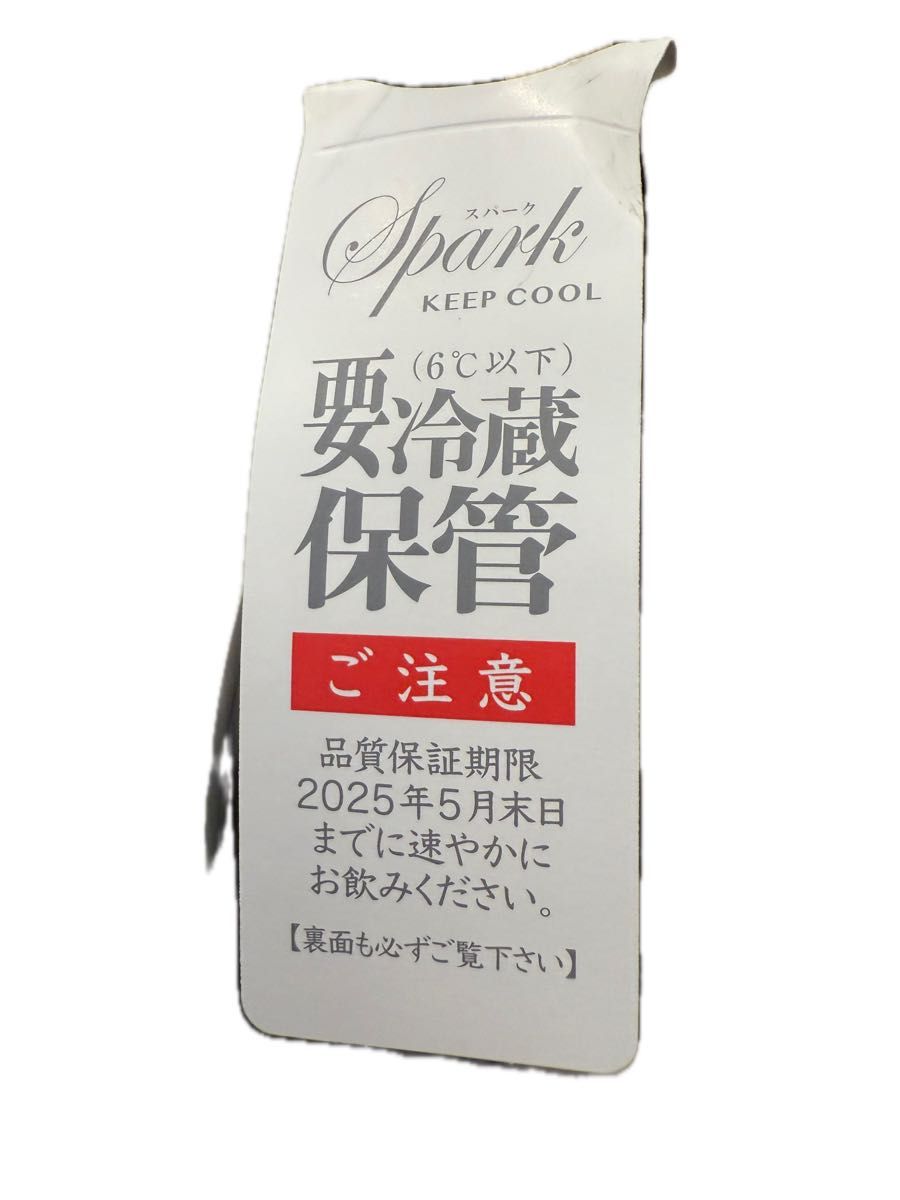 スパーク
Spark
KEEP COOL
(6℃以下)
要冷蔵
保管
ご注意
品質保証期限
2025年5月末日
までに速やかに
お飲みください。
【裏面も必ずご覧下さい】